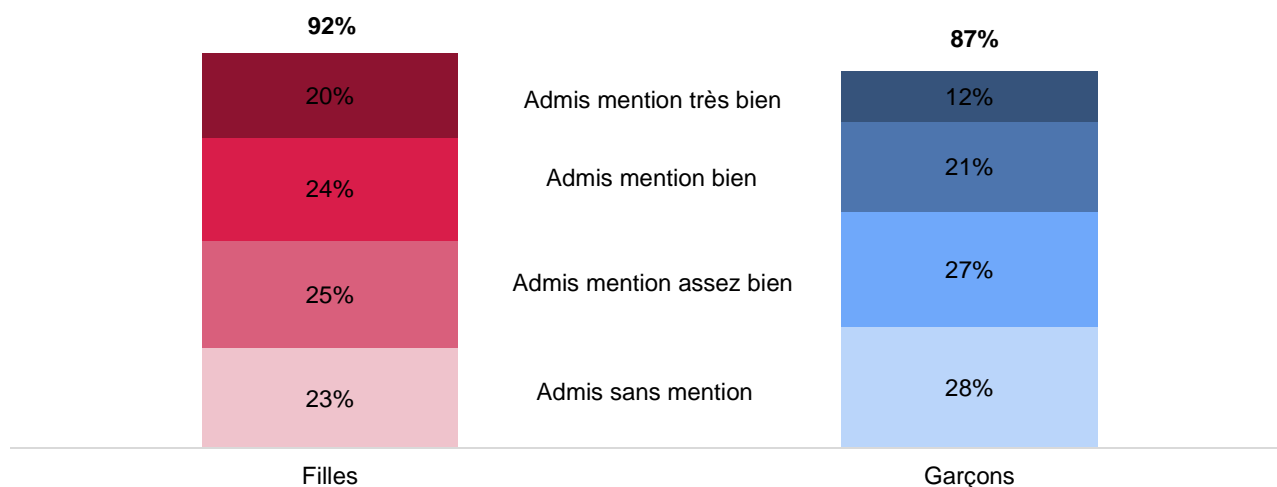 92%
87%
20%
Admis mention très bien
12%
24%
Admis mention bien
21%
25%
Admis mention assez bien
27%
23%
Admis sans mention
28%
Filles
Garçons